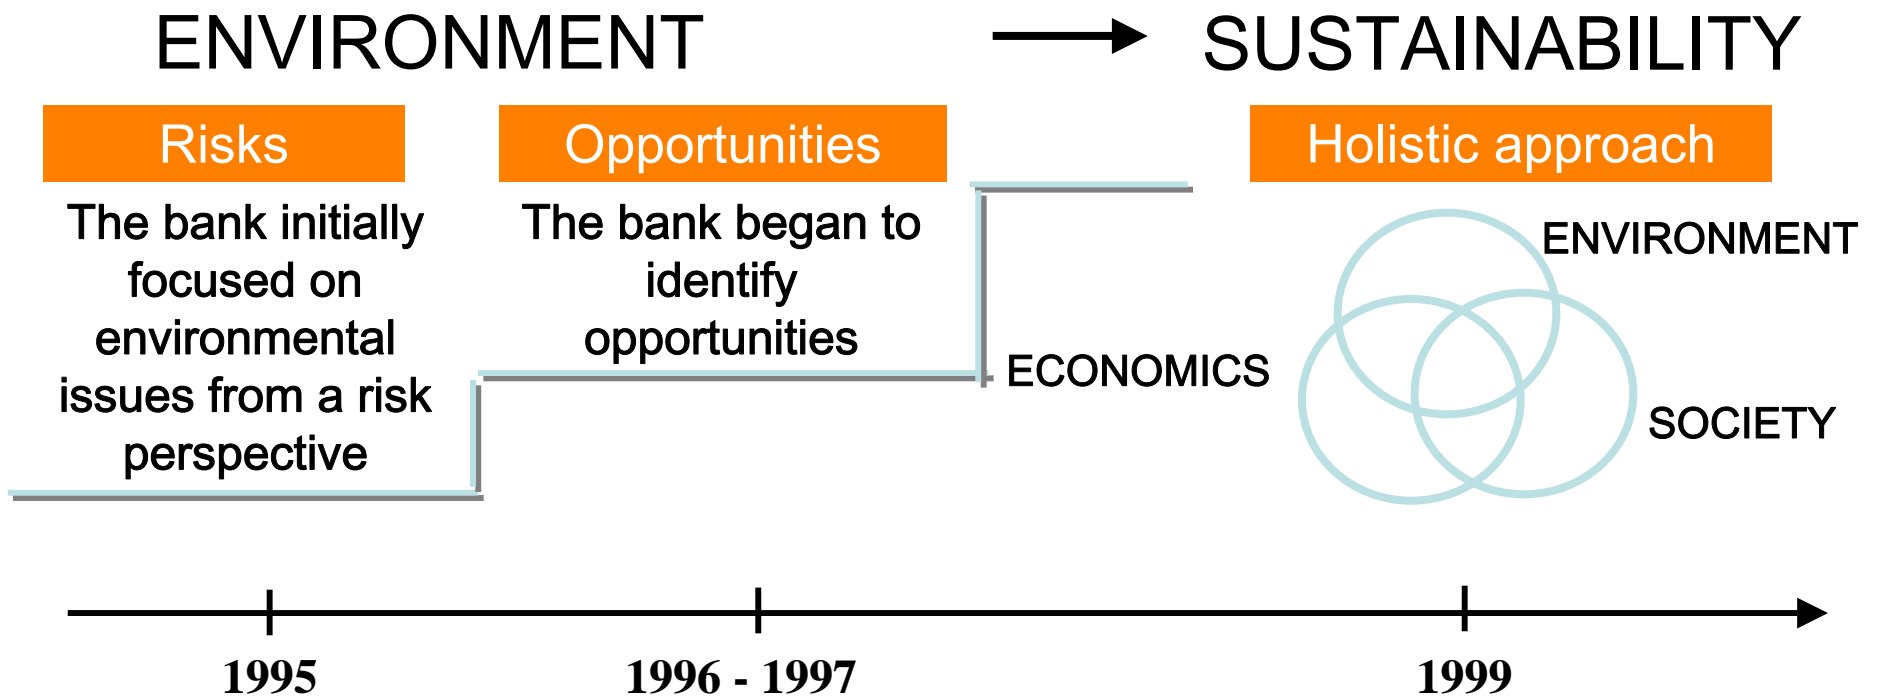 ENVIRONMENT
SUSTAINABILITY
Risks
The bank initially
focused on
environmental
issues from a risk
perspective
Opportunities
The bank began to
identify
opportunities
Holistic approach
ENVIRONMENT
ECONOMICS
SOCIETY
1995
1996 - 1997
1999